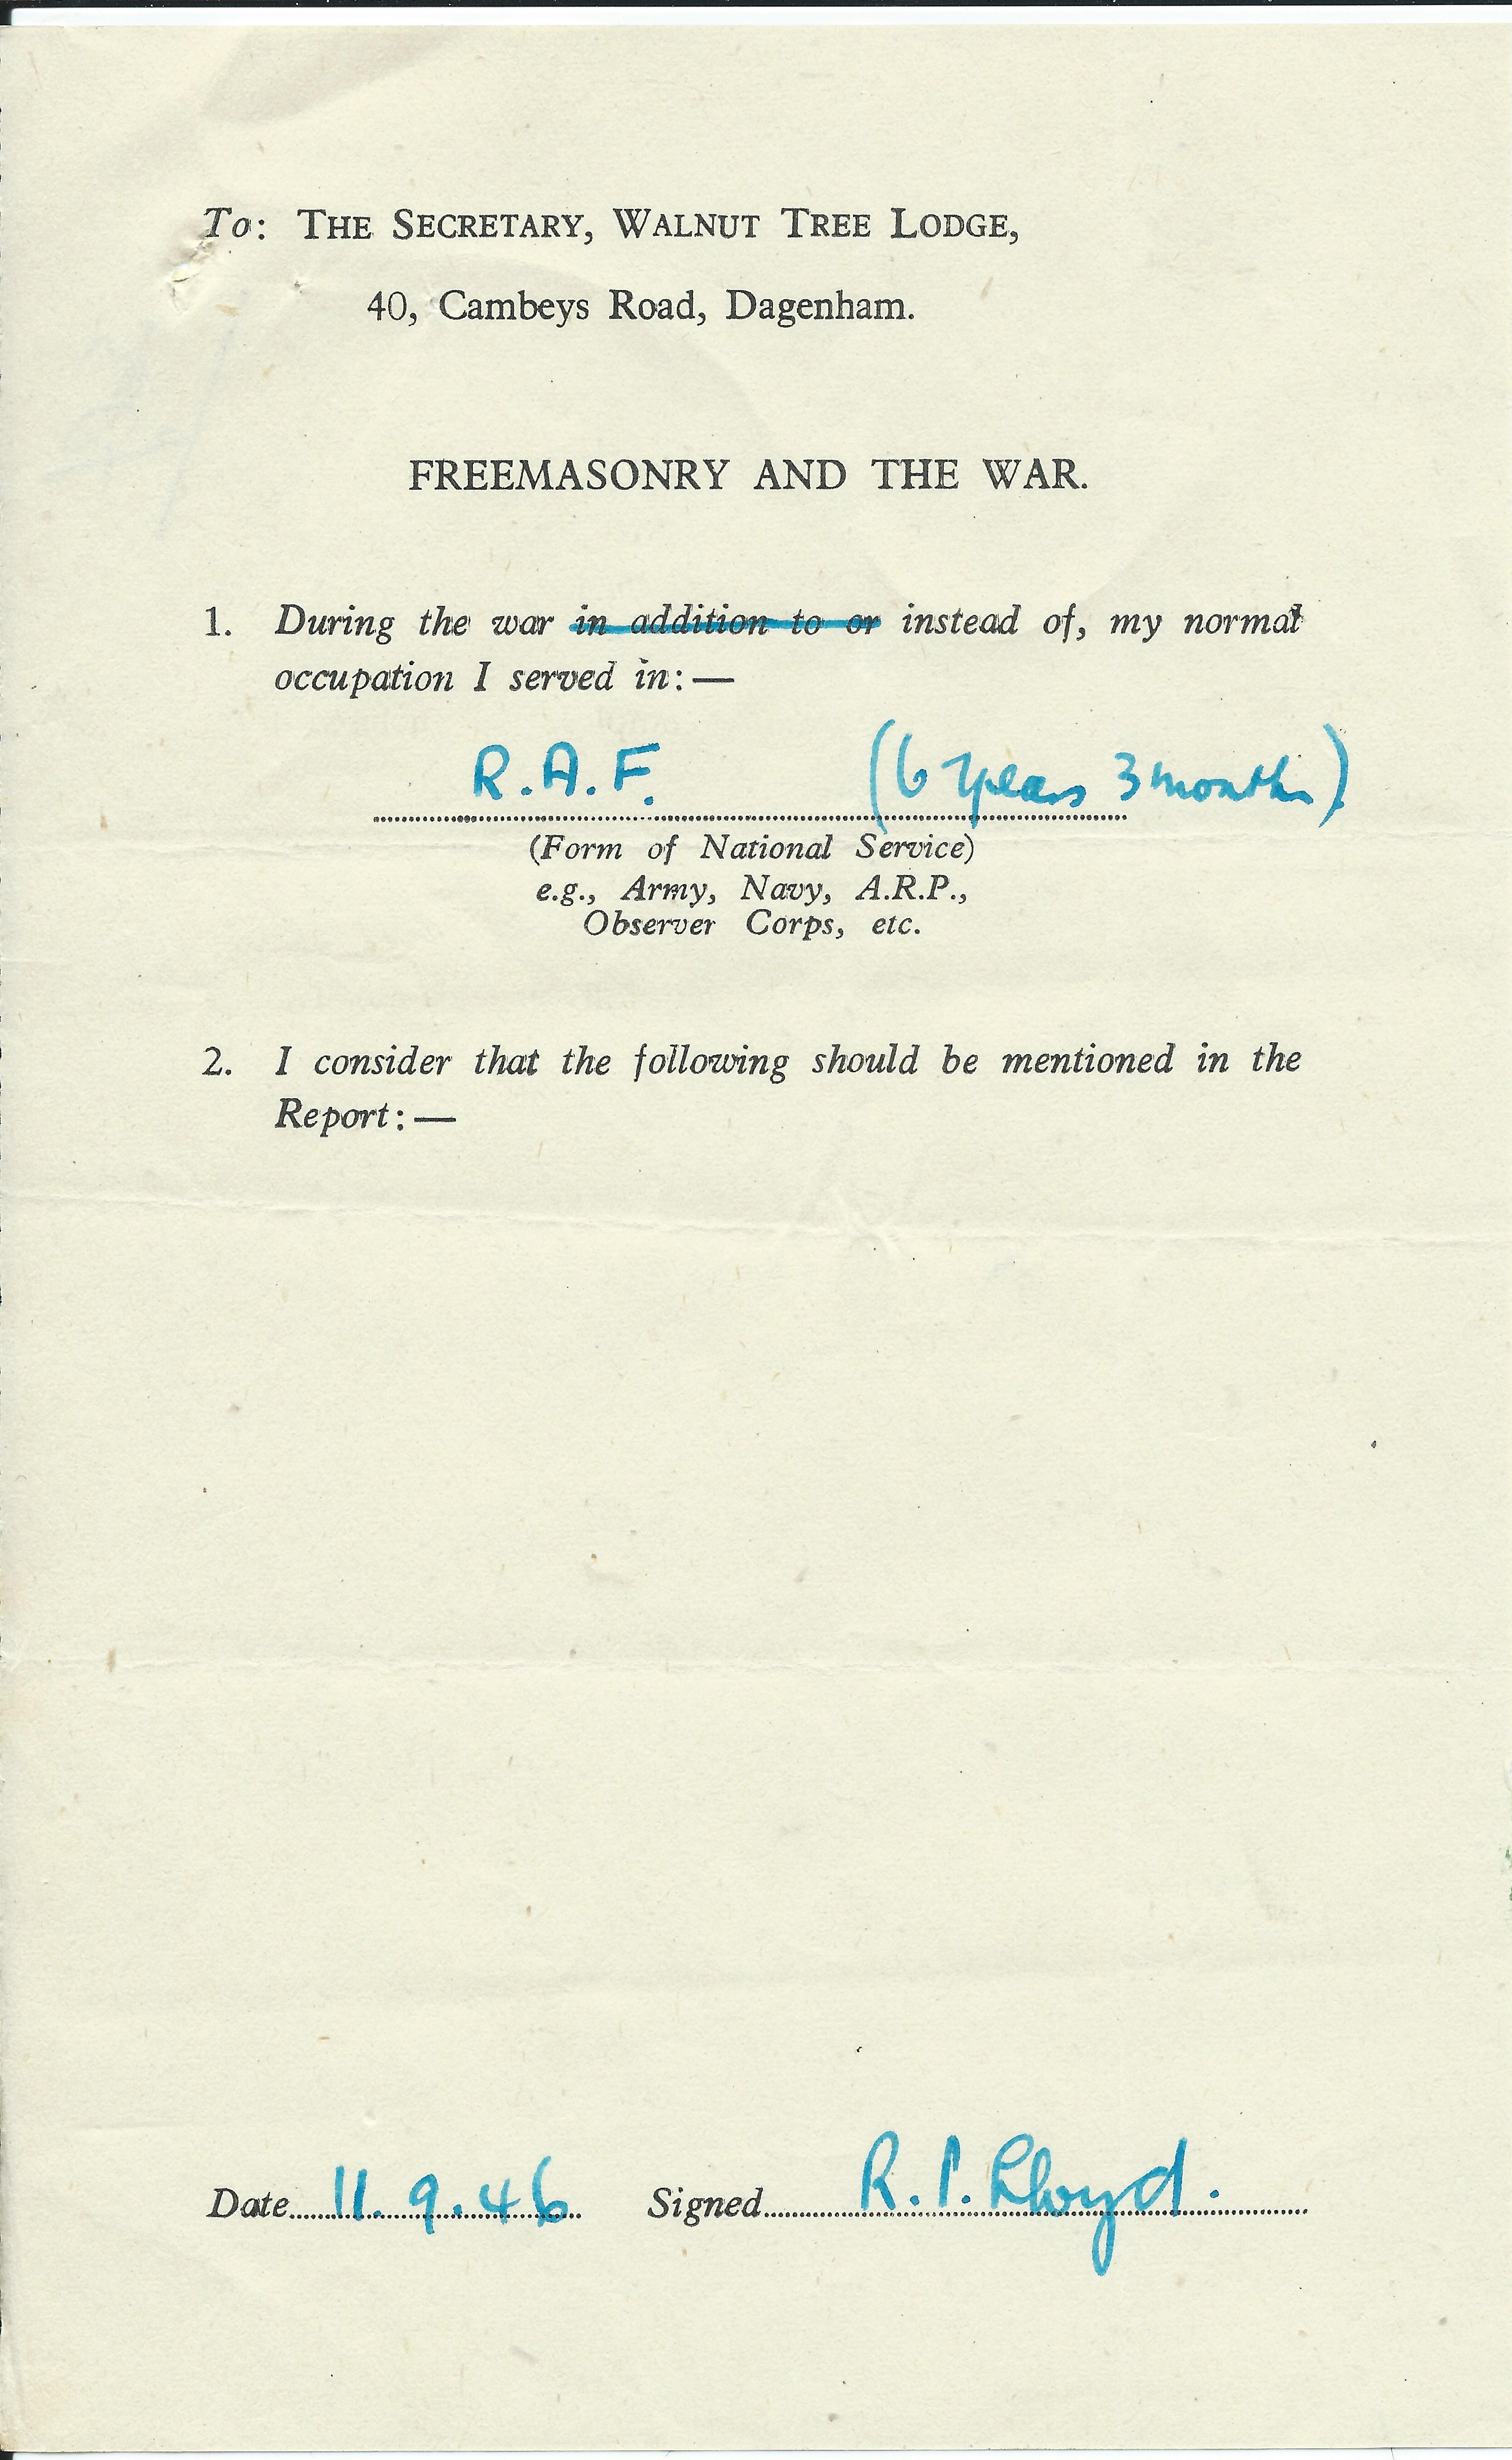 To: THE SECRETARY, WALNUT TREE LODGE,
40, Cambeys Road, Dagenham.
FREEMASONRY AND THE WAR.
1. During the war in addition to or instead of, my normal
occupation I served in:—
R.A.F. (6 years 3 months)
(Form of National Service)
e.g., Army, Navy, A.R.P.,
Observer Corps, etc.
2. I consider that the following should be mentioned in the
Report:—
Date 11.9.46 Signed R. P. Lloyd.